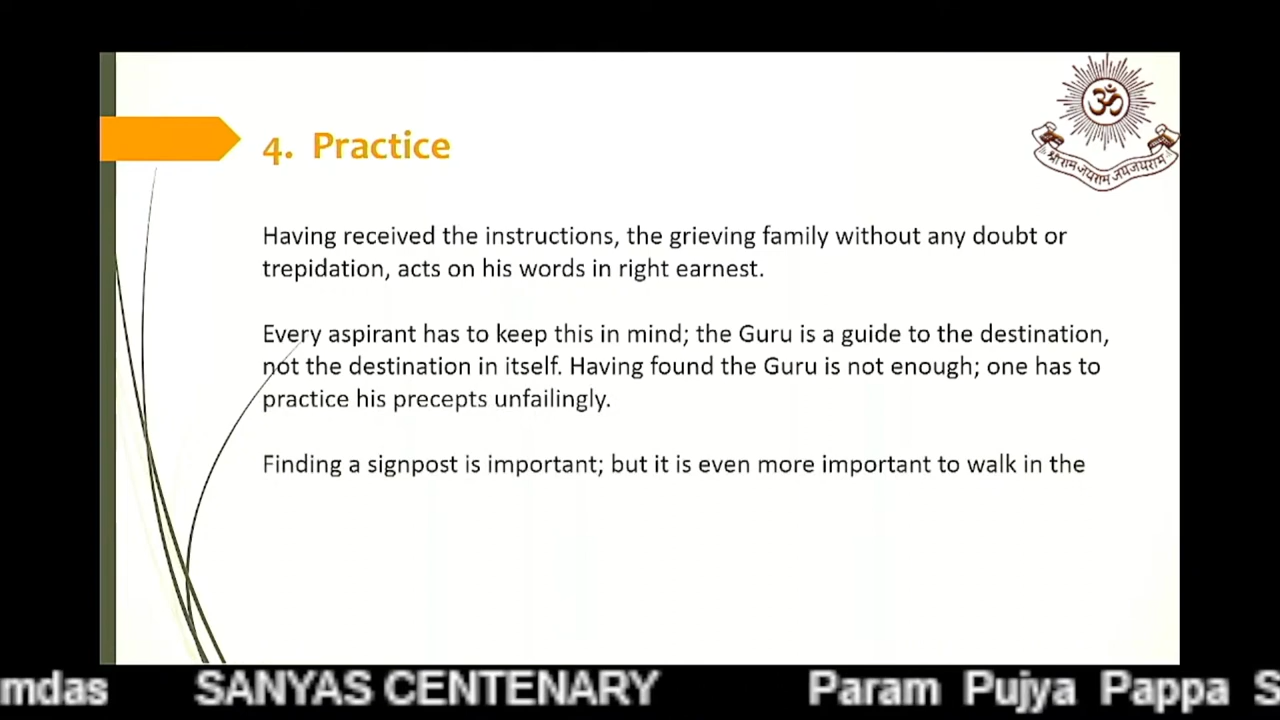 ॐ
श्रीराम जयराम जयजयराम
4. Practice
Having received the instructions, the grieving family without any doubt or
trepidation, acts on his words in right earnest.
Every aspirant has to keep this in mind; the Guru is a guide to the destination,
not the destination in itself. Having found the Guru is not enough; one has to
practice his precepts unfailingly.
Finding a signpost is important; but it is even more important to walk in the
mdas SANYAS CENTENARY Param Pujya Pappa S